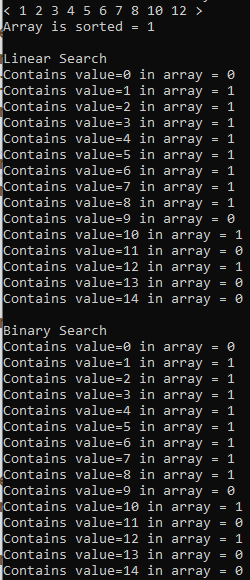 < 1 2 3 4 5 6 7 8 10 12 >
Array is sorted = 1
Linear Search
Contains value=0 in array = 0
Contains value=1 in array = 1
Contains value=2 in array = 1
Contains value=3 in array = 1
Contains value=4 in array = 1
Contains value=5 in array = 1
Contains value=6 in array = 1
Contains value=7 in array = 1
Contains value=8 in array = 1
Contains value=9 in array = 0
Contains value=10 in array = 1
Contains value=11 in array = 0
Contains value=12 in array = 1
Contains value=13 in array = 0
Contains value=14 in array = 0
Binary Search
Contains value=0 in array = 0
Contains value=1 in array = 1
Contains value=2 in array = 1
Contains value=3 in array = 1
Contains value=4 in array = 1
Contains value=5 in array = 1
Contains value=6 in array = 1
Contains value=7 in array = 1
Contains value=8 in array = 1
Contains value=9 in array = 0
Contains value=10 in array = 1
Contains value=11 in array = 0
Contains value=12 in array = 1
Contains value=13 in array = 0
Contains value=14 in array = 0